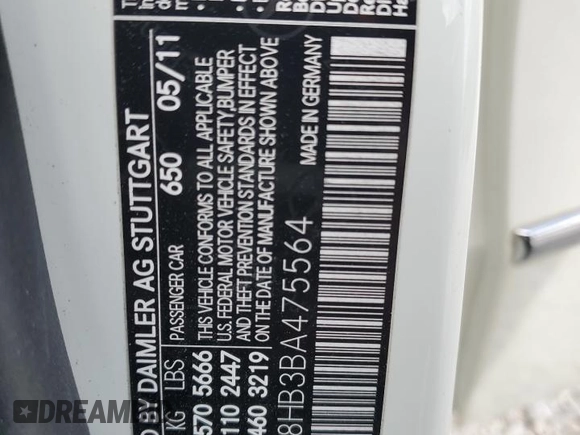 D BY DAIMLER AG STUTTGART
KG LBS PASSENGER CAR 650 05/11
570 5666 THIS VEHICLE CONFORMS TO ALL APPLICABLE
110 2447 U.S. FEDERAL MOTOR VEHICLE SAFETY,BUMPER
460 3219 AND THEFT PREVENTION STANDARDS IN EFFECT
ON THE DATE OF MANUFACTURE SHOWN ABOVE
8HB3BA475564 MADE IN GERMANY
DREAM